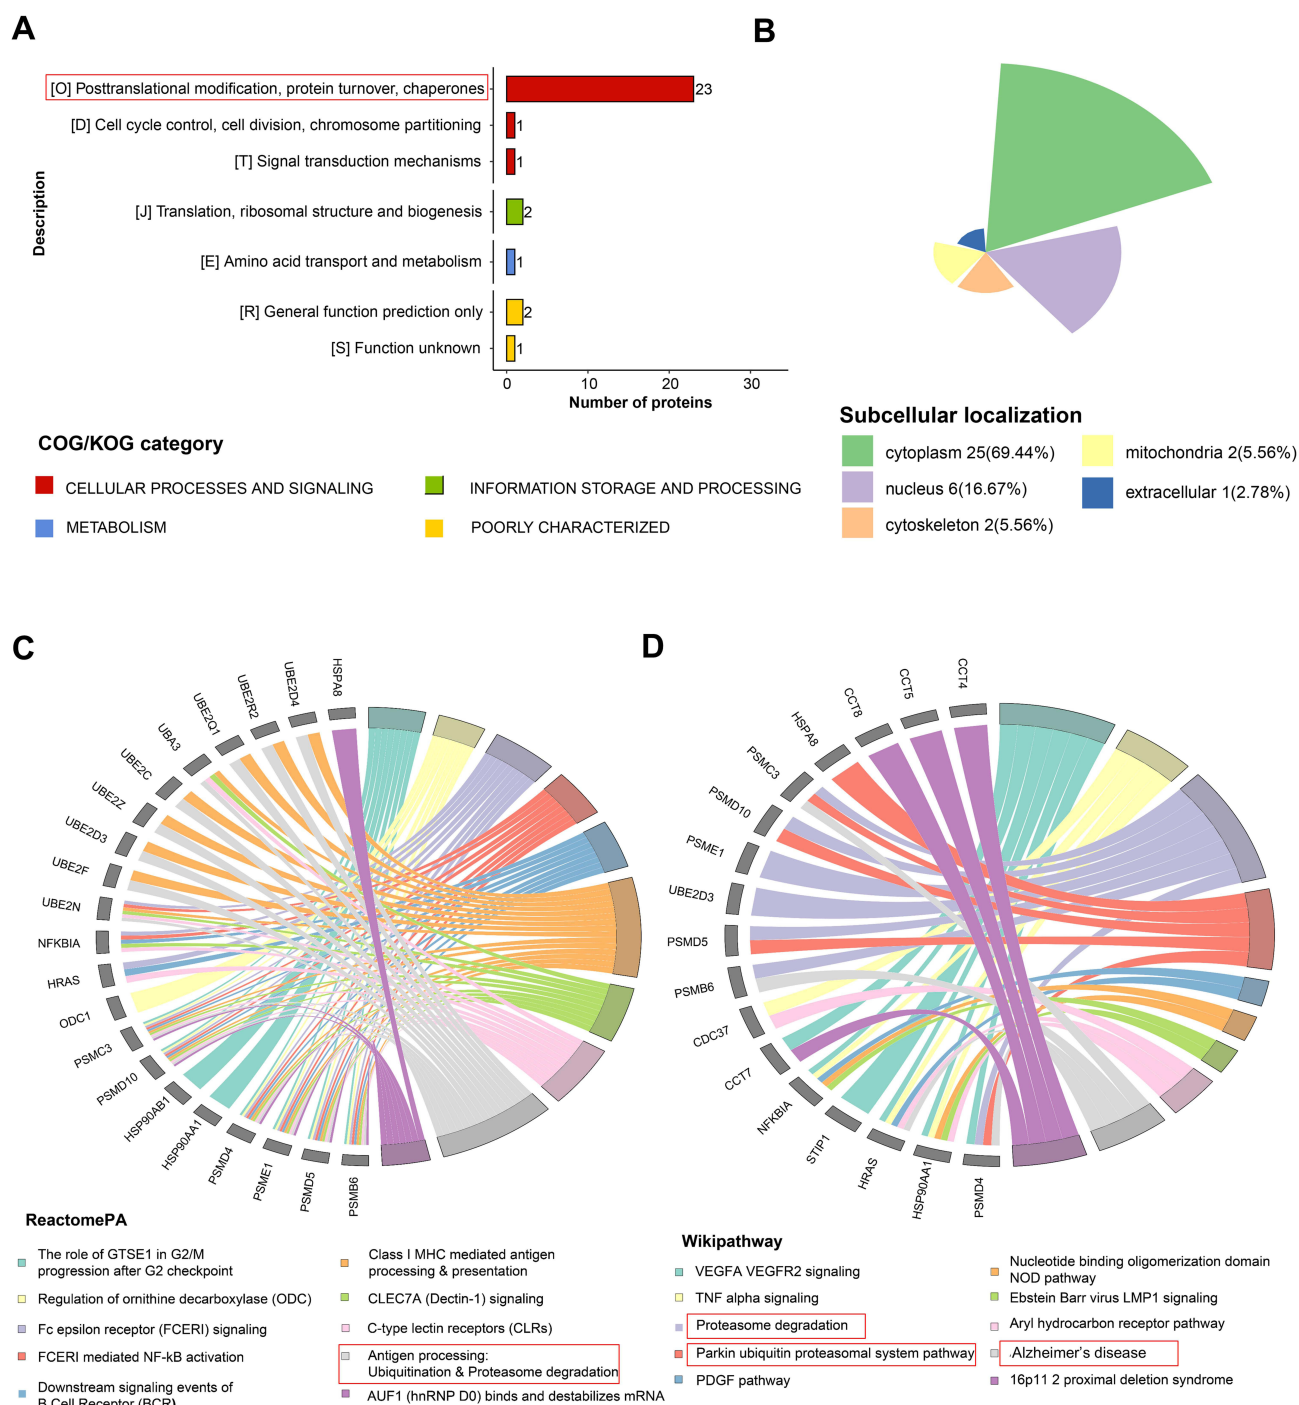 A
B
[O] Posttranslational modification, protein turnover, chaperones
23
[D] Cell cycle control, cell division, chromosome partitioning
1
[T] Signal transduction mechanisms
1
[J] Translation, ribosomal structure and biogenesis
2
[E] Amino acid transport and metabolism
1
[R] General function prediction only
2
[S] Function unknown
1
Description
0
10
20
30
Number of proteins
COG/KOG category
CELLULAR PROCESSES AND SIGNALING
INFORMATION STORAGE AND PROCESSING
METABOLISM
POORLY CHARACTERIZED
Subcellular localization
cytoplasm 25(69.44%)
mitochondria 2(5.56%)
nucleus 6(16.67%)
extracellular 1(2.78%)
cytoskeleton 2(5.56%)
C
HSPA8
UBE2D4
UBE2R2
UBE2Q1
UBA3
UBE2C
UBE2Z
UBE2D3
UBE2F
UBE2N
NFKBIA
HRAS
ODC1
PSMC3
PSMD10
HSP90AB1
HSP90AA1
PSMD4
PSME1
PSMD5
PSMB6
ReactomePA
The role of GTSE1 in G2/M
progression after G2 checkpoint
Regulation of ornithine decarboxylase (ODC)
Fc epsilon receptor (FCERI) signaling
FCERI mediated NF-kB activation
Downstream signaling events of
B Cell Receptor (BCR)
Class I MHC mediated antigen
processing & presentation
CLEC7A (Dectin-1) signaling
C-type lectin receptors (CLRs)
Antigen processing:
Ubiquitination & Proteasome degradation
AUF1 (hnRNP D0) binds and destabilizes mRNA
D
CCT4
CCT5
CCT8
HSPA8
PSMC3
PSMD10
PSME1
UBE2D3
PSMD5
PSMB6
CDC37
CCT7
NFKBIA
STIP1
HRAS
HSP90AA1
PSMD4
Wikipathway
VEGFA VEGFR2 signaling
TNF alpha signaling
Proteasome degradation
Parkin ubiquitin proteasomal system pathway
PDGF pathway
Nucleotide binding oligomerization domain
NOD pathway
Ebstein Barr virus LMP1 signaling
Aryl hydrocarbon receptor pathway
Alzheimer's disease
16p11 2 proximal deletion syndrome